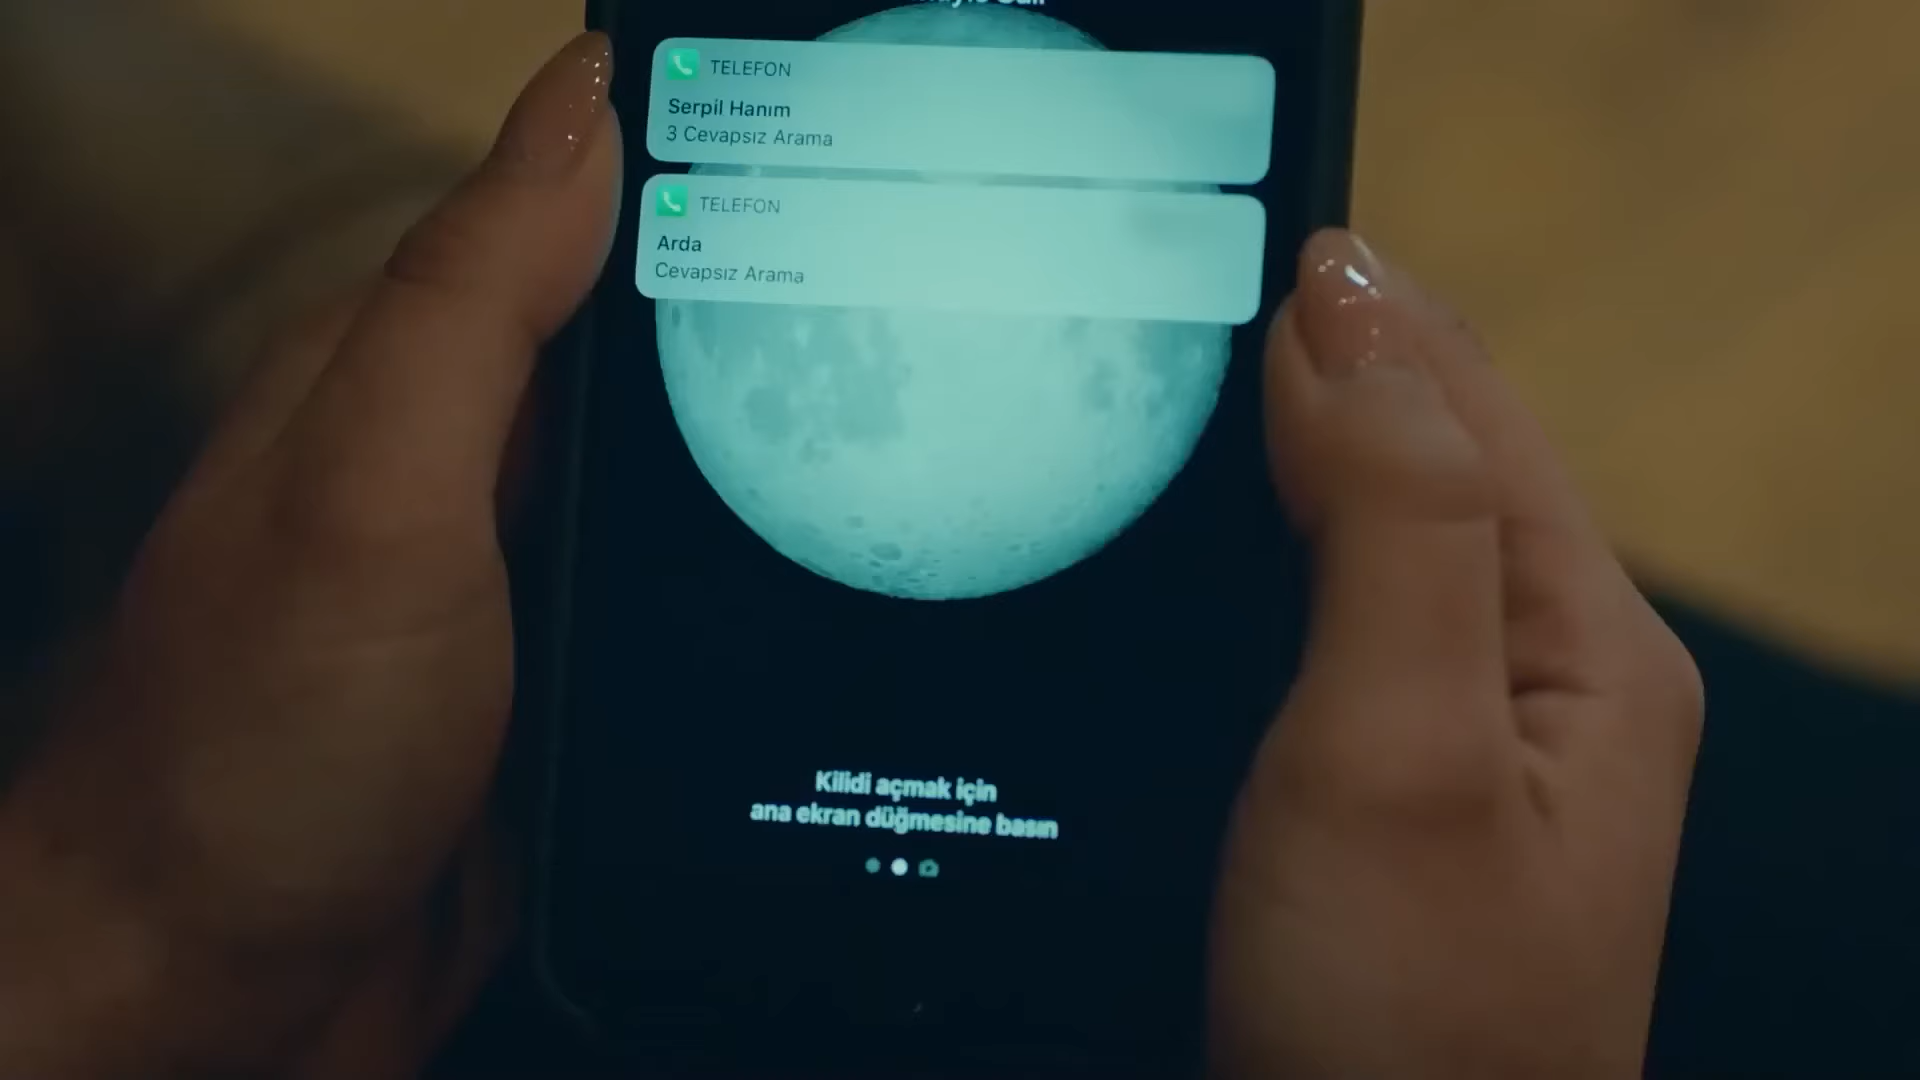 TELEFON
Serpil Hanım
3 Cevapsız Arama
TELEFON
Arda
Cevapsız Arama
Kilidi açmak için
ana ekran düğmesine basın